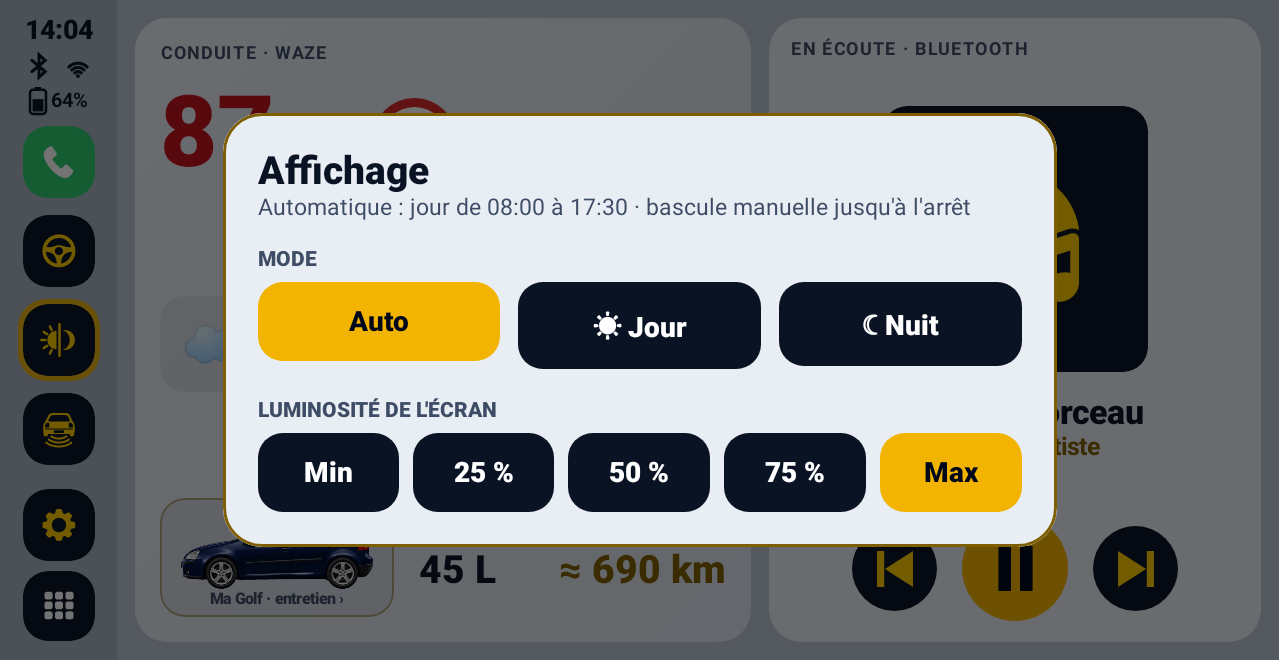 14:04
64%
CONDUITE · WAZE
EN ÉCOUTE · BLUETOOTH
87
Affichage
Automatique : jour de 08:00 à 17:30 · bascule manuelle jusqu'à l'arrêt
MODE
Auto
Jour
Nuit
LUMINOSITÉ DE L'ÉCRAN
Min
25 %
50 %
75 %
Max
45 L
≈ 690 km
Ma Golf · entretien ›